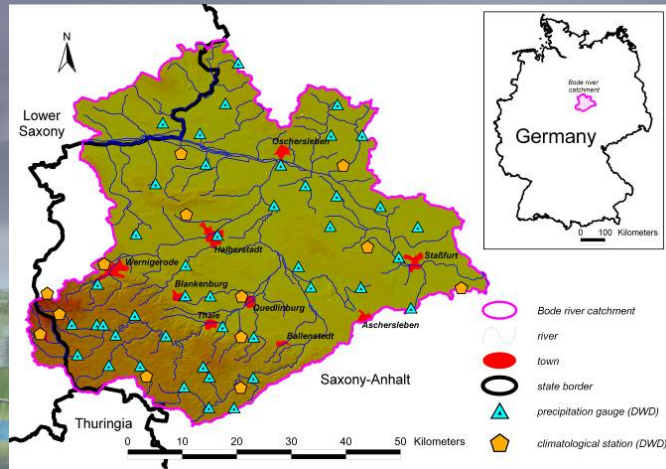 N
Lower
Saxony
Oschersleben
Halberstadt
Wernigerode
Staßfurt
Blankenburg
Quedlinburg
Thale
Aschersleben
Ballenstedt
Saxony-Anhalt
Thuringia
0 10 20 30 40 50 Kilometers
Bode river
catchment
Germany
0 100 Kilometers
Bode river catchment
river
town
state border
precipitation gauge (DWD)
climatological station (DWD)